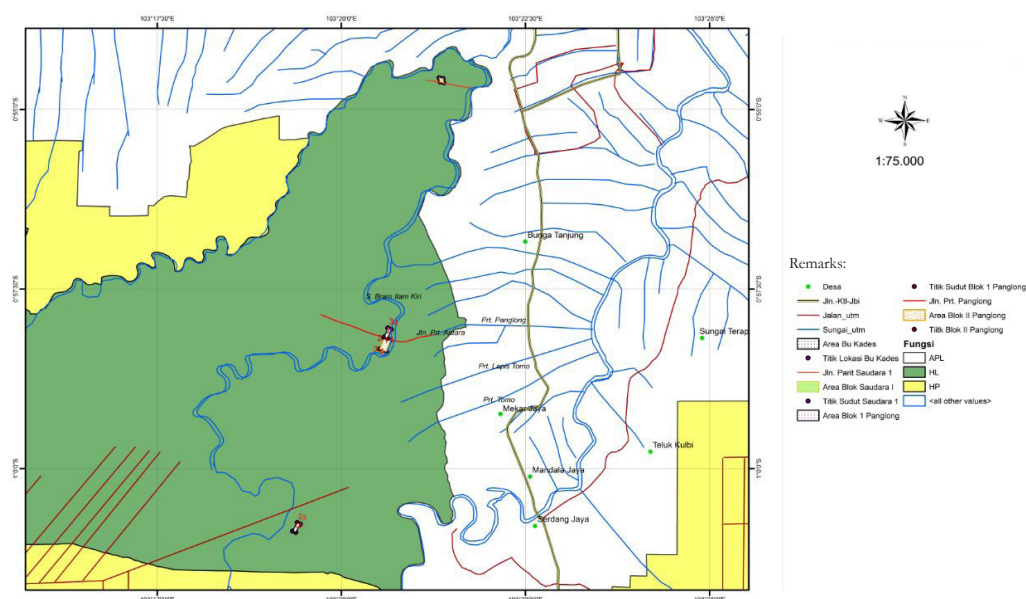 103°17'30"E 103°20'0"E 103°22'30"E 103°25'0"E
0°55'0"S
0°55'0"S
0°57'30"S
0°57'30"S
1°0'0"S
1°0'0"S
Bunga Tanjung
S. Bram Itam Kiri
Prt. Panglong
Jln. Prt. Astara
Sungai Terap
Prt. Lapis Tomo
Prt. Tomo
Mekar Jaya
Teluk Kulbi
Mandala Jaya
23
Serdang Jaya
N
W E
S
1:75.000
Remarks:
Desa
Jln.-Ktl-Jbi
Jalan_utm
Sungai_utm
Area Bu Kades
Titik Lokasi Bu Kades
Jln. Parit Saudara 1
Area Blok Saudara I
Titik Sudut Saudara 1
Area Blok 1 Panglong
Titik Sudut Blok 1 Panglong
Jln. Prt. Panglong
Area Blok II Panglong
Titk Blok II Panglong
Fungsi
APL
HL
HP
<all other values>